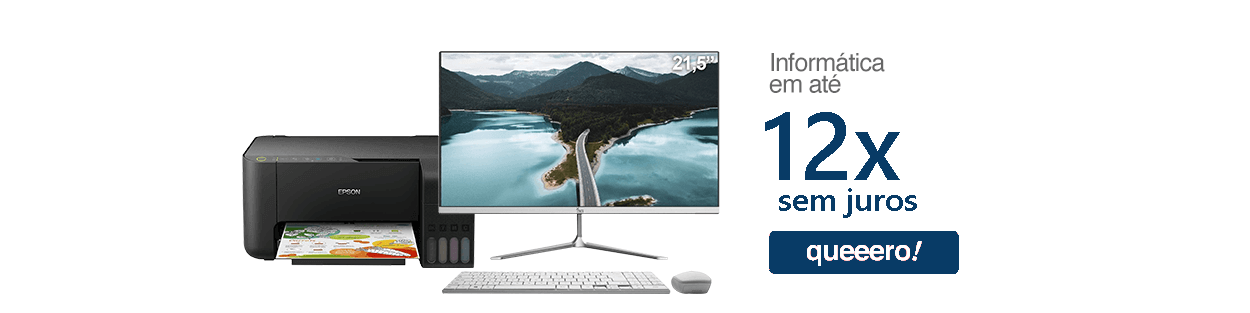 EPSON
21,5”
Informática
em até
12x
sem juros
queeero!